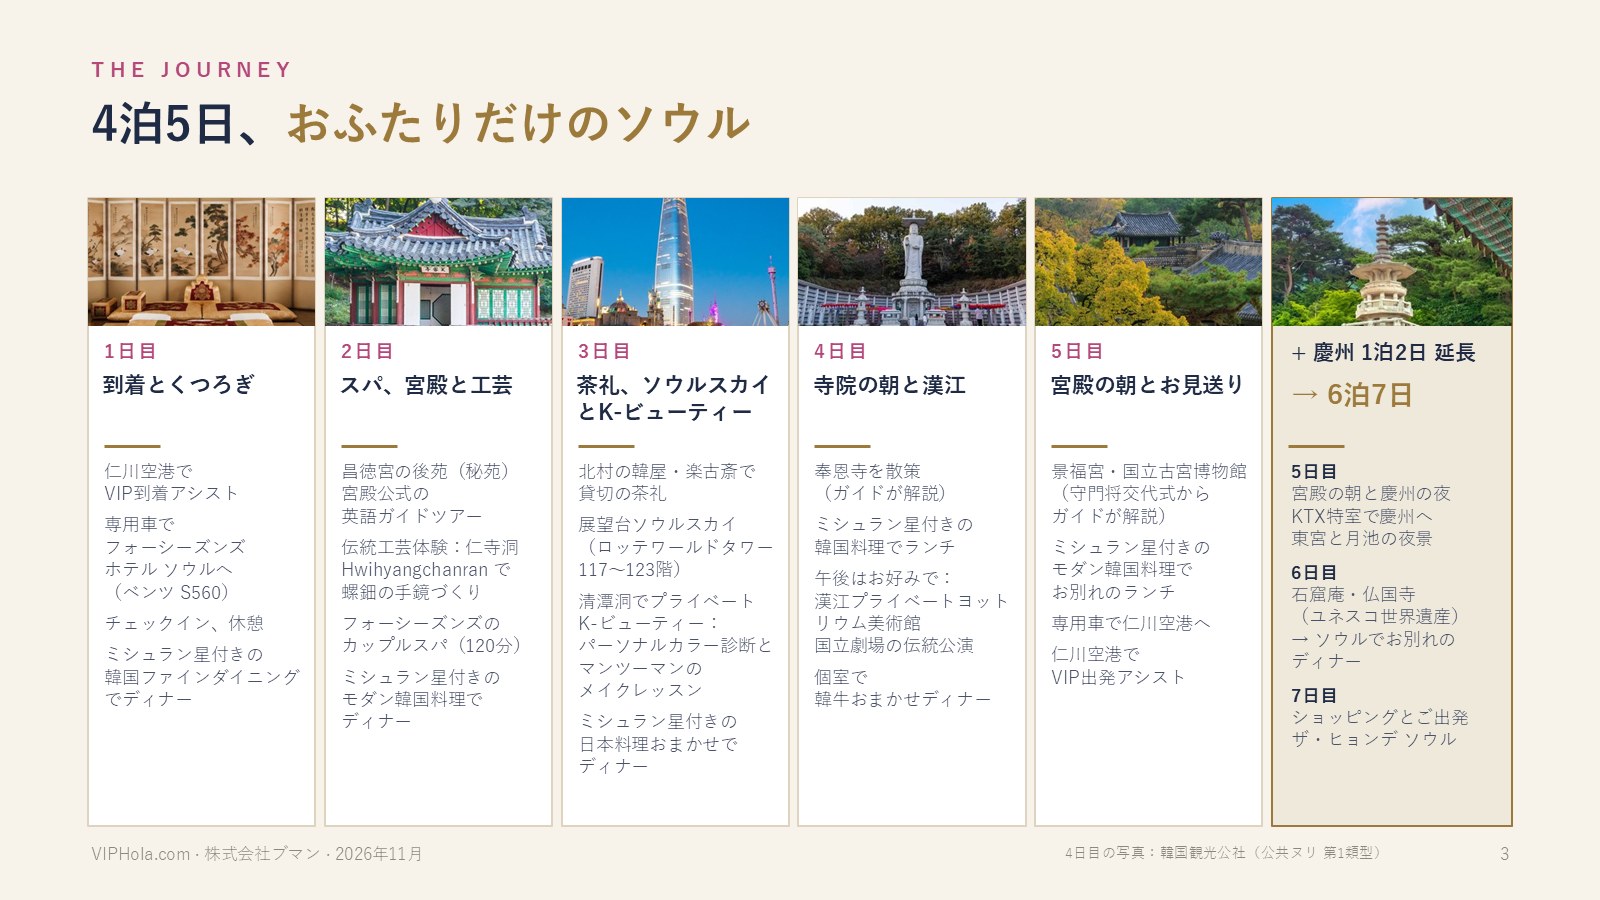 THE JOURNEY
4泊5日、おふたりだけのソウル
1日目
到着とくつろぎ
仁川空港で
VIP到着アシスト
専用車で
フォーシーズンズ
ホテル ソウルへ
（ベンツ S560）
チェックイン、休憩
ミシュラン星付きの
韓国ファインダイニング
でディナー
2日目
スパ、宮殿と工芸
昌徳宮の後苑（秘苑）
宮殿公式の
英語ガイドツアー
伝統工芸体験：仁寺洞
Hwihyangchanran で
螺鈿の手鏡づくり
フォーシーズンズの
カップルスパ（120分）
ミシュラン星付きの
モダン韓国料理で
ディナー
3日目
茶礼、ソウルスカイ
とK-ビューティー
北村の韓屋・楽古斎で
貸切の茶礼
展望台ソウルスカイ
（ロッテワールドタワー
117〜123階）
清潭洞でプライベート
K-ビューティー：
パーソナルカラー診断と
マンツーマンの
メイクレッスン
ミシュラン星付きの
日本料理おまかせで
ディナー
4日目
寺院の朝と漢江
奉恩寺を散策
（ガイドが解説）
ミシュラン星付きの
韓国料理でランチ
午後はお好みで：
漢江プライベートヨット
リウム美術館
国立劇場の伝統公演
個室で
韓牛おまかせディナー
5日目
宮殿の朝とお見送り
景福宮・国立古宮博物館
（守門将交代式から
ガイドが解説）
ミシュラン星付きの
モダン韓国料理で
お別れのランチ
専用車で仁川空港へ
仁川空港で
VIP出発アシスト
+ 慶州 1泊2日 延長
→ 6泊7日
5日目
宮殿の朝と慶州の夜
KTX特室で慶州へ
東宮と月池の夜景
6日目
石窟庵・仏国寺
（ユネスコ世界遺産）
→ ソウルでお別れの
ディナー
7日目
ショッピングとご出発
ザ・ヒョンデ ソウル
VIPHola.com · 株式会社ブマン · 2026年11月
4日目の写真：韓国観光公社（公共ヌリ 第1類型）
3